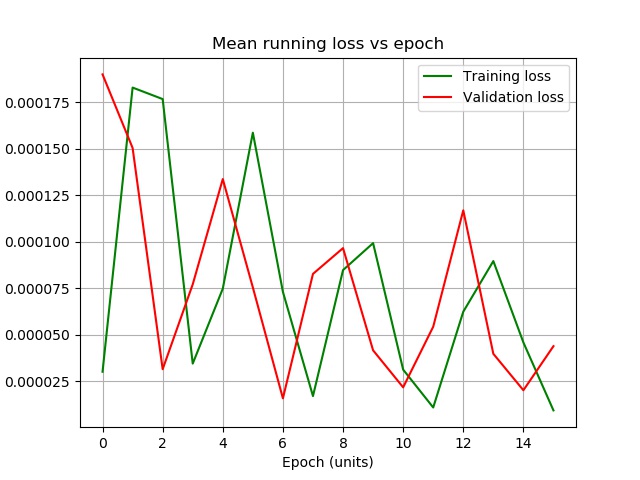 Mean running loss vs epoch
Training loss
Validation loss
0.000175
0.000150
0.000125
0.000100
0.000075
0.000050
0.000025
0 2 4 6 8 10 12 14
Epoch (units)